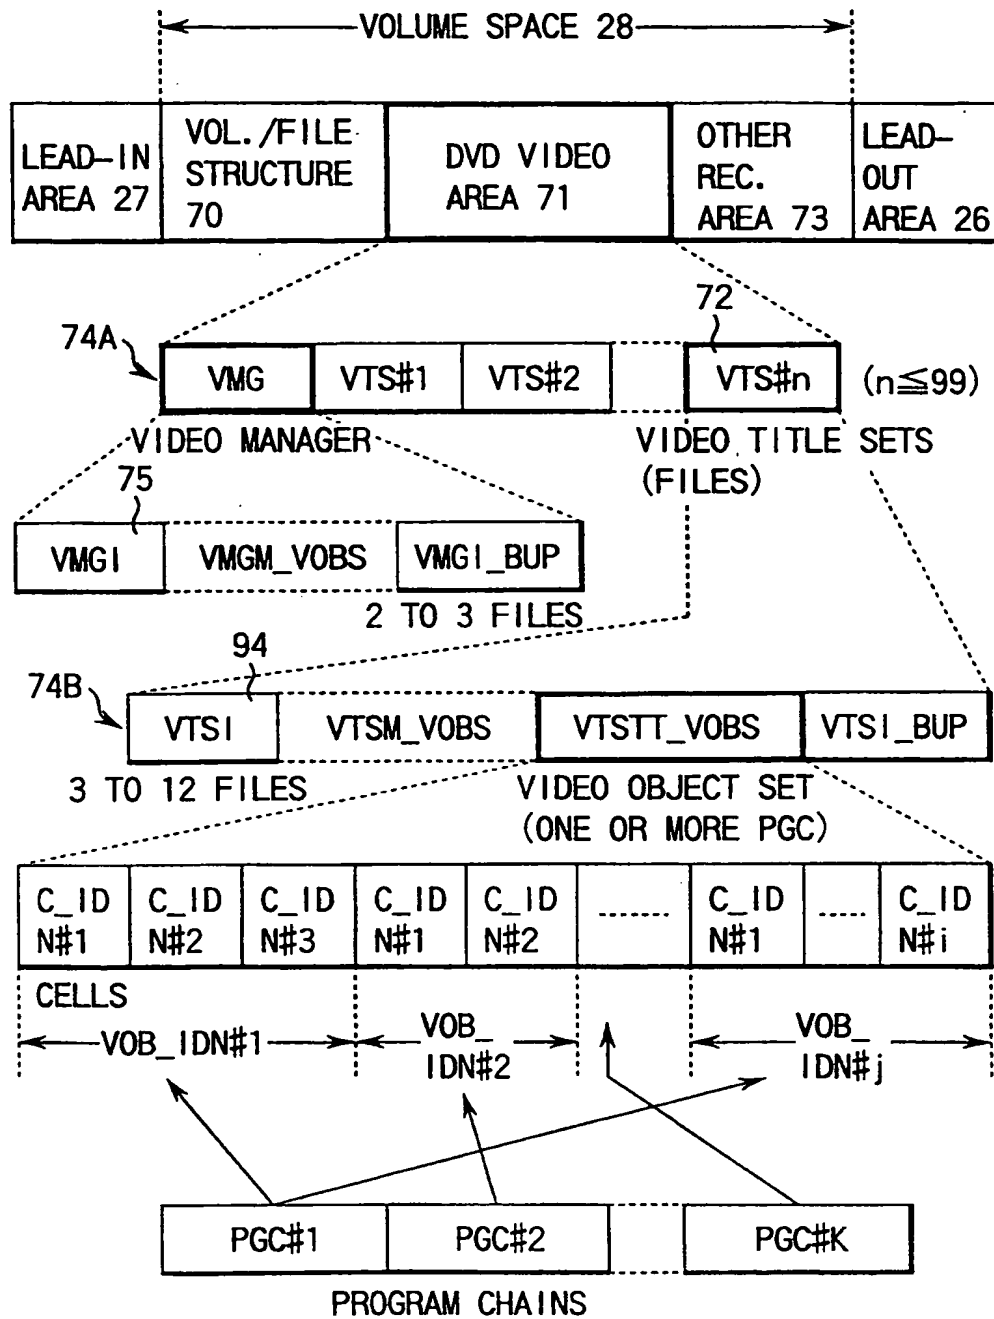 VOLUME SPACE 28
LEAD-IN
AREA 27
VOL./FILE
STRUCTURE
70
DVD VIDEO
AREA 71
OTHER
REC.
AREA 73
LEAD-
OUT
AREA 26
72
74A
VMG
VTS#1
VTS#2
VTS#n
(n≦99)
VIDEO MANAGER
VIDEO TITLE SETS
(FILES)
75
VMGI
VMGM_VOBS
VMGI_BUP
2 TO 3 FILES
94
74B
VTSI
VTSM_VOBS
VTSTT_VOBS
VTSI_BUP
3 TO 12 FILES
VIDEO OBJECT SET
(ONE OR MORE PGC)
C_ID
N#1
C_ID
N#2
C_ID
N#3
C_ID
N#1
C_ID
N#2
C_ID
N#1
C_ID
N#i
CELLS
VOB_IDN#1
VOB_
IDN#2
VOB_
IDN#j
PGC#1
PGC#2
PGC#K
PROGRAM CHAINS